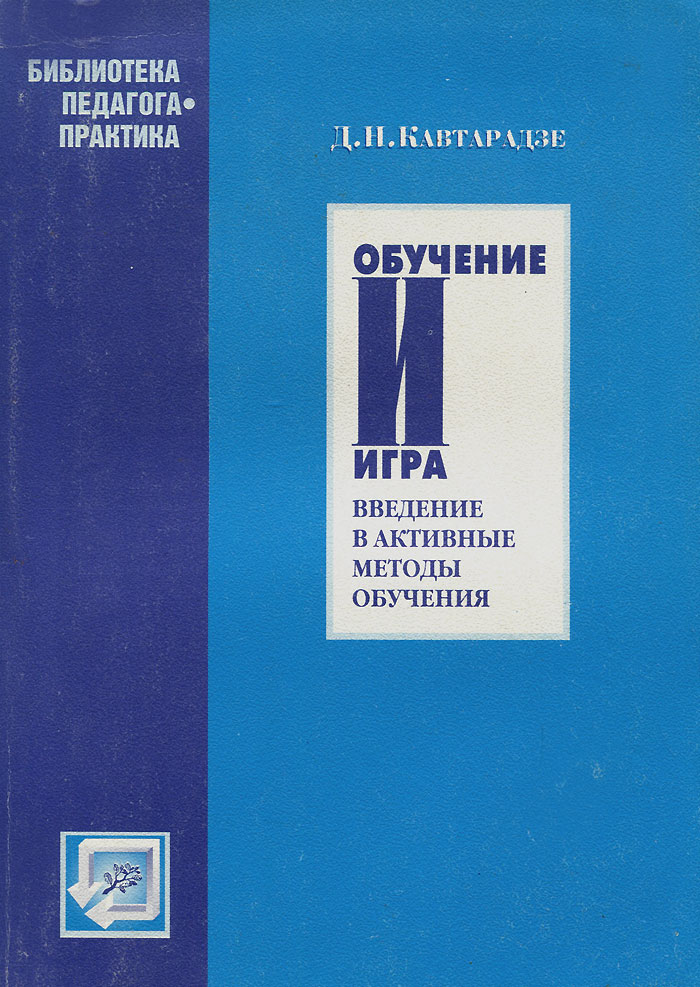 БИБЛИОТЕКА
ПЕДАГОГА•
ПРАКТИКА
Д.Н.КАВТАРАДЗЕ
ОБУЧЕНИЕ
И
ИГРА
ВВЕДЕНИЕ
В АКТИВНЫЕ
МЕТОДЫ
ОБУЧЕНИЯ